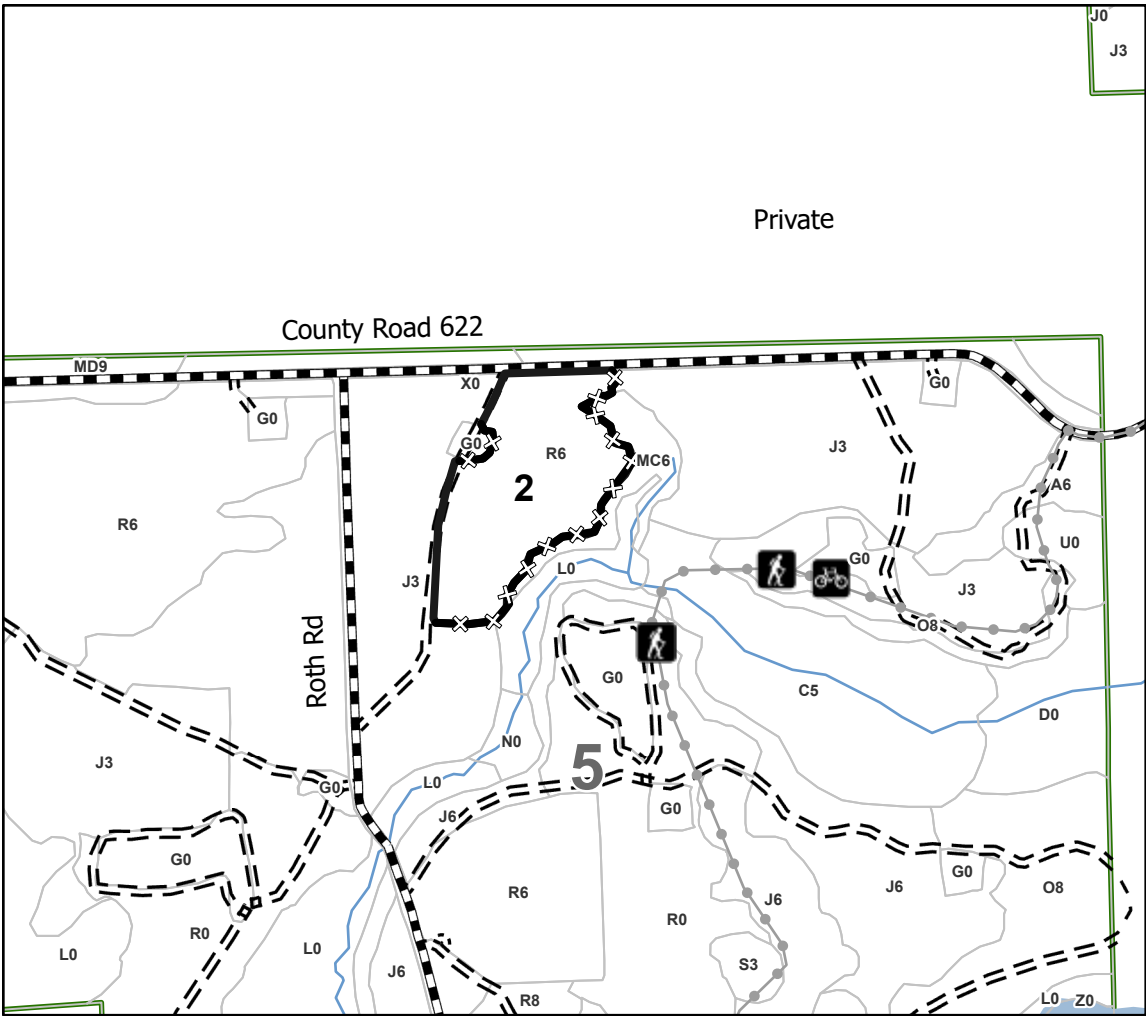 J0
J3
Private
County Road 622
MD9
X0
G0
G0
G0
R6
MC6
J3
2
A6
R6
U0
G0
L0
J3
J3
O8
Roth Rd
G0
C5
D0
N0
J3
5
L0
G0
G0
J6
G0
G0
J6
O8
R6
J6
R0
R0
L0
L0
S3
J6
R8
L0
Z0